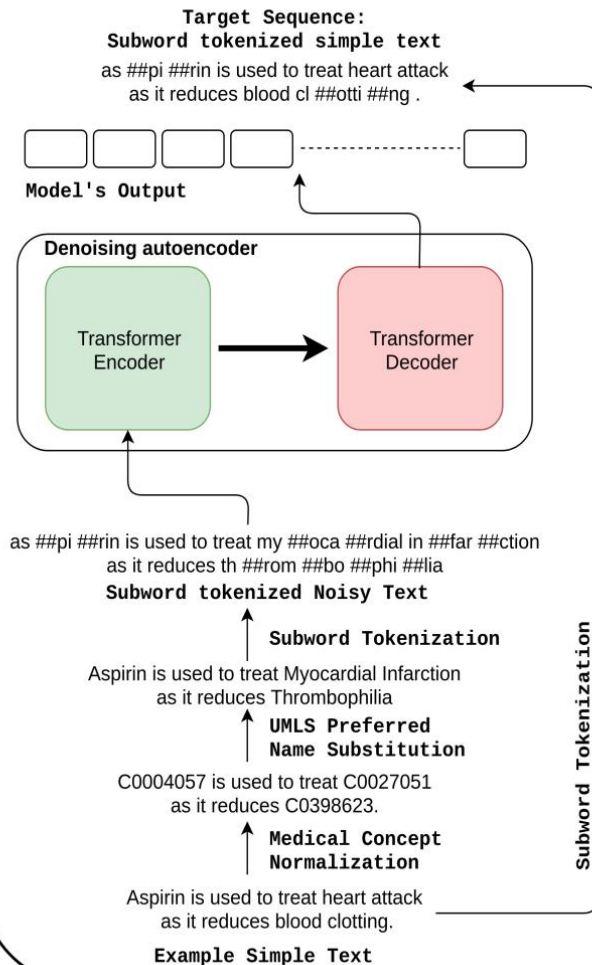 Target Sequence:
Subword tokenized simple text
as ##pi ##rin is used to treat heart attack
as it reduces blood cl ##otti ##ng .
Model's Output
Denoising autoencoder
Transformer
Encoder
Transformer
Decoder
as ##pi ##rin is used to treat my ##oca ##rdial in ##far ##ction
as it reduces th ##rom ##bo ##phi ##lia
Subword tokenized Noisy Text
Subword Tokenization
Aspirin is used to treat Myocardial Infarction
as it reduces Thrombophilia
UMLS Preferred
Name Substitution
C0004057 is used to treat C0027051
as it reduces C0398623.
Medical Concept
Normalization
Aspirin is used to treat heart attack
as it reduces blood clotting.
Example Simple Text
Subword Tokenization